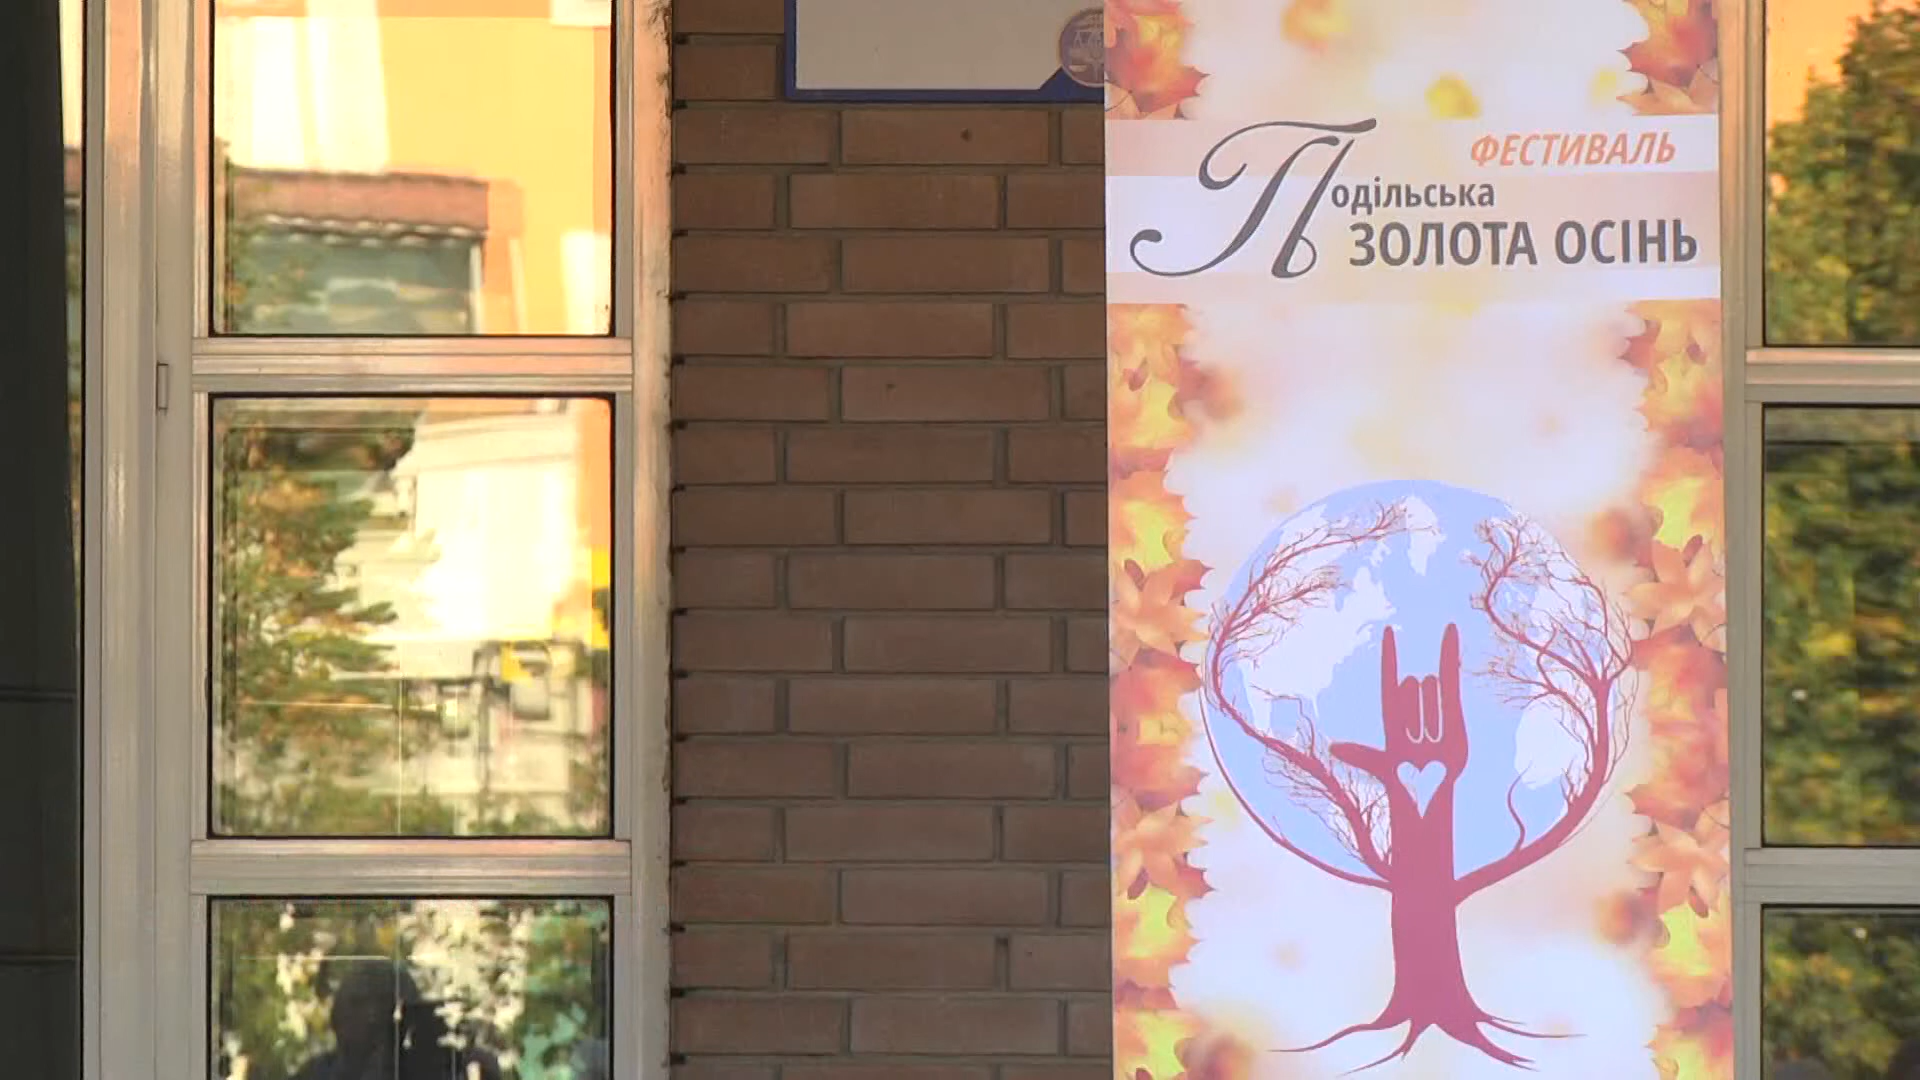 ФЕСТИВАЛЬ
Подільська
ЗОЛОТА ОСІНЬ